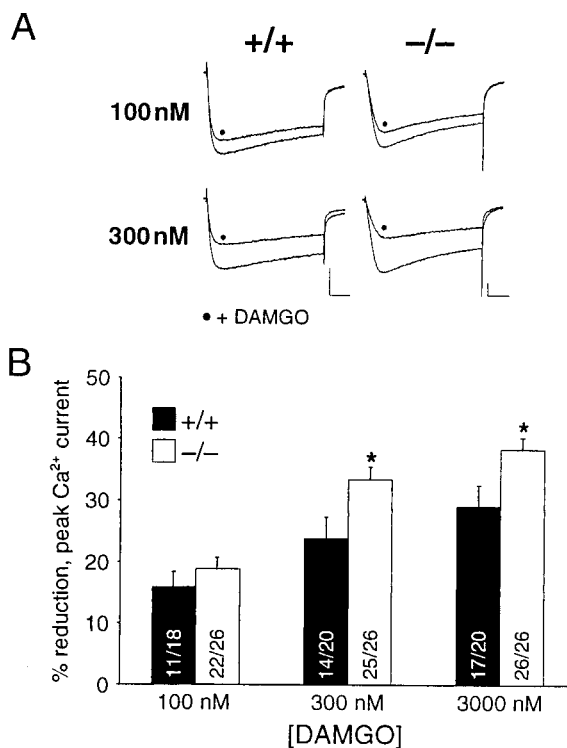 A
+/+ −/−
100 nM
300 nM
• + DAMGO
B
% reduction, peak Ca²⁺ current
50
40
30
20
10
0
+/+
−/−
*
*
11/18
22/26
14/20
25/26
17/20
26/26
100 nM 300 nM 3000 nM
[DAMGO]